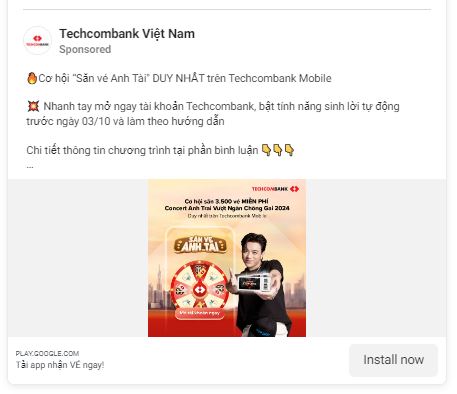 Techcombank Việt Nam
Sponsored
🔥Cơ hội "Săn vé Anh Tài" DUY NHẤT trên Techcombank Mobile
💥 Nhanh tay mở ngay tài khoản Techcombank, bật tính năng sinh lời tự động
trước ngày 03/10 và làm theo hướng dẫn
Chi tiết thông tin chương trình tại phần bình luận 👇👇👇
...
TECHCOMBANK
Cơ hội săn 3.500 vé MIỄN PHÍ
Concert Anh Trai Vượt Ngàn Chông Gai 2024
Duy nhất trên Techcombank Mobile
SĂN VÉ
ANH TÀI
Mở tài khoản ngay
PLAY.GOOGLE.COM
Tải app nhận VÉ ngay!
Install now